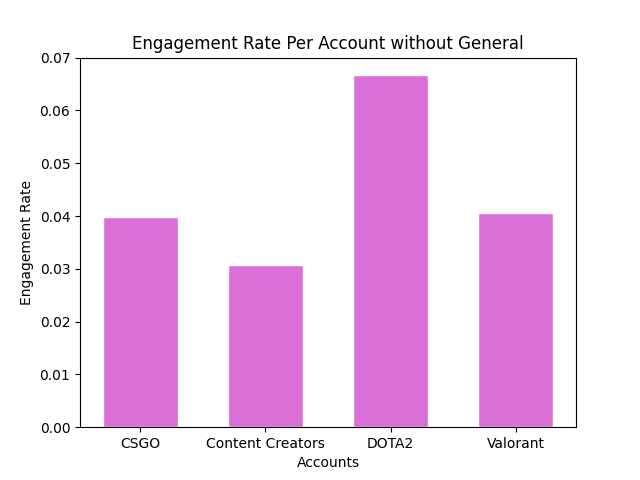 Engagement Rate Per Account without General
0.07
0.06
0.05
0.04
0.03
0.02
0.01
0.00
Engagement Rate
CSGO Content Creators DOTA2 Valorant
Accounts